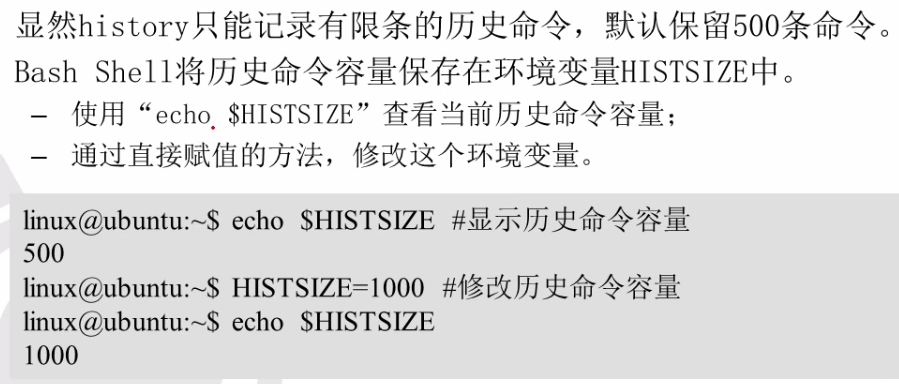 显然history只能记录有限条的历史命令，默认保留500条命令。
Bash Shell将历史命令容量保存在环境变量HISTSIZE中。
– 使用“echo $HISTSIZE”查看当前历史命令容量；
– 通过直接赋值的方法，修改这个环境变量。
linux@ubuntu:~$ echo $HISTSIZE #显示历史命令容量
500
linux@ubuntu:~$ HISTSIZE=1000 #修改历史命令容量
linux@ubuntu:~$ echo $HISTSIZE
1000